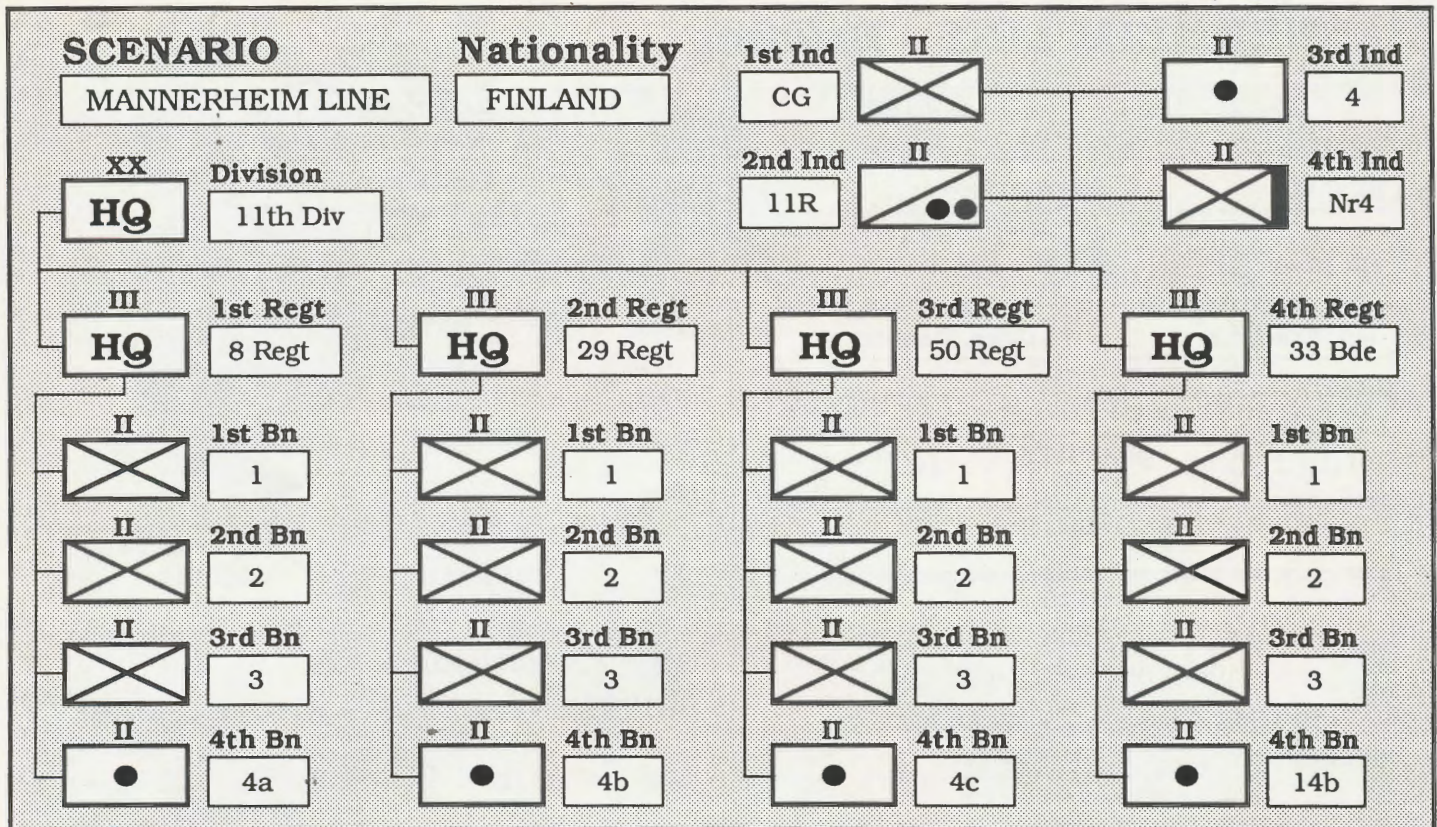 SCENARIO
MANNERHEIM LINE
Nationality
FINLAND
1st Ind
CG
II
II
3rd Ind
4
2nd Ind
11R
II
II
4th Ind
Nr4
XX
HQ
Division
11th Div
III
HQ
1st Regt
8 Regt
III
HQ
2nd Regt
29 Regt
III
HQ
3rd Regt
50 Regt
III
HQ
4th Regt
33 Bde
II
1st Bn
1
II
1st Bn
1
II
1st Bn
1
II
1st Bn
1
II
2nd Bn
2
II
2nd Bn
2
II
2nd Bn
2
II
2nd Bn
2
II
3rd Bn
3
II
3rd Bn
3
II
3rd Bn
3
II
3rd Bn
3
II
4th Bn
4a
II
4th Bn
4b
II
4th Bn
4c
II
4th Bn
14b